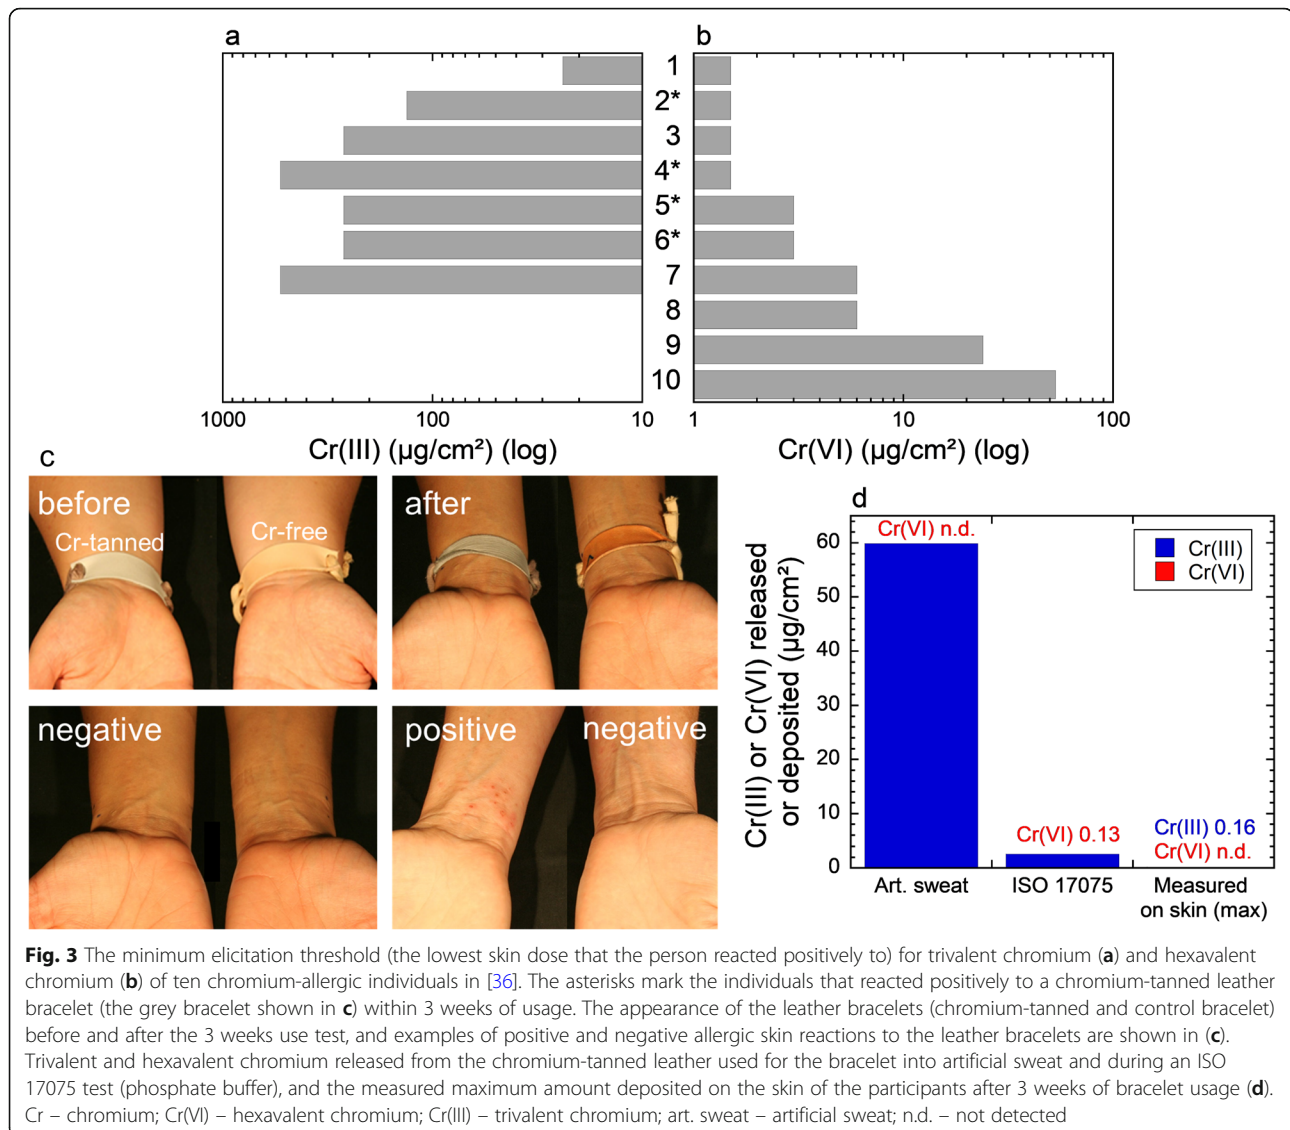 a
b
1
2*
3
4*
5*
6*
7
8
9
10
1000 100 10
1 10 100
Cr(III) (µg/cm²) (log)
Cr(VI) (µg/cm²) (log)
c
before
Cr-tanned
Cr-free
after
negative
positive
negative
d
Cr(III) or Cr(VI) released
or deposited (µg/cm²)
60
50
40
30
20
10
0
Cr(VI) n.d.
Cr(III)
Cr(VI)
Cr(VI) 0.13
Cr(III) 0.16
Cr(VI) n.d.
Art. sweat
ISO 17075
Measured
on skin (max)
Fig. 3 The minimum elicitation threshold (the lowest skin dose that the person reacted positively to) for trivalent chromium (a) and hexavalent
chromium (b) of ten chromium-allergic individuals in [36]. The asterisks mark the individuals that reacted positively to a chromium-tanned leather
bracelet (the grey bracelet shown in c) within 3 weeks of usage. The appearance of the leather bracelets (chromium-tanned and control bracelet)
before and after the 3 weeks use test, and examples of positive and negative allergic skin reactions to the leather bracelets are shown in (c).
Trivalent and hexavalent chromium released from the chromium-tanned leather used for the bracelet into artificial sweat and during an ISO
17075 test (phosphate buffer), and the measured maximum amount deposited on the skin of the participants after 3 weeks of bracelet usage (d).
Cr – chromium; Cr(VI) – hexavalent chromium; Cr(III) – trivalent chromium; art. sweat – artificial sweat; n.d. – not detected